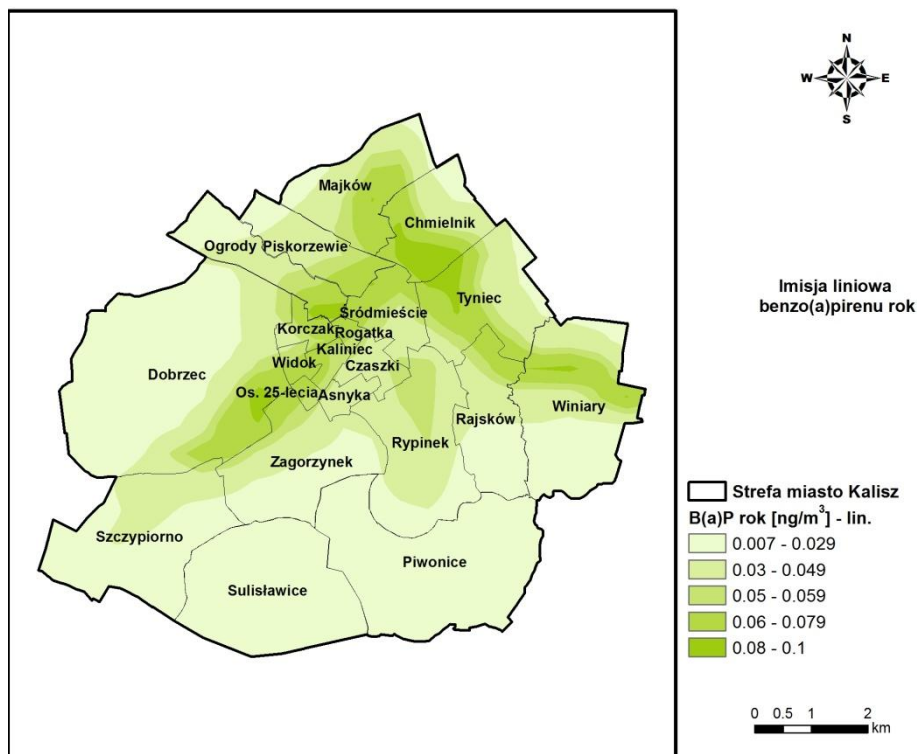 N
W E
S
Imisja liniowa
benzo(a)pirenu rok
Majków
Chmielnik
Ogrody Piskorzewie
Tyniec
Śródmieście
Korczak Rogatka
Kaliniec
Widok Czaszki
Dobrzec
Os. 25-lecia Asnyka
Winiary
Rajsków
Rypinek
Zagorzynek
Szczypiorno
Piwonice
Sulisławice
Strefa miasto Kalisz
B(a)P rok [ng/m³] - lin.
0.007 - 0.029
0.03 - 0.049
0.05 - 0.059
0.06 - 0.079
0.08 - 0.1
0 0.5 1 2
km